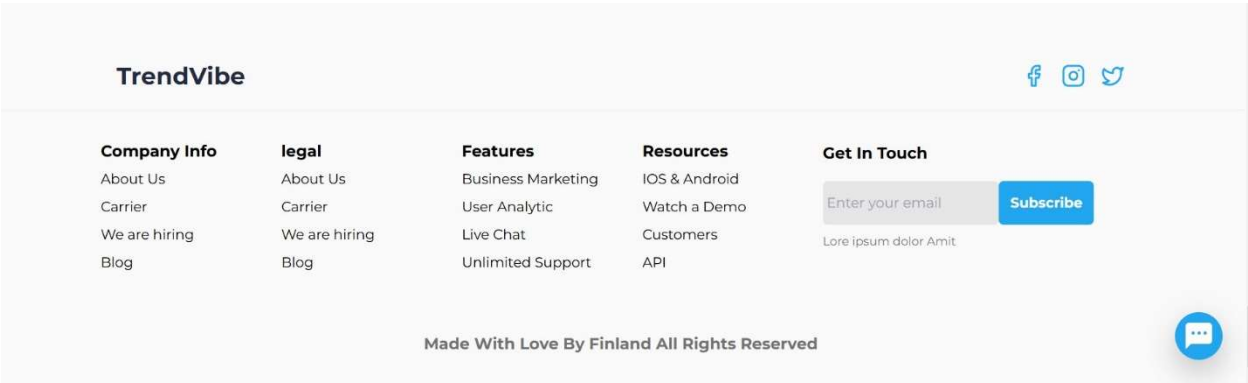 TrendVibe
Company Info
About Us
Carrier
We are hiring
Blog
legal
About Us
Carrier
We are hiring
Blog
Features
Business Marketing
User Analytic
Live Chat
Unlimited Support
Resources
IOS & Android
Watch a Demo
Customers
API
Get In Touch
Enter your email
Subscribe
Lore ipsum dolor Amit
Made With Love By Finland All Rights Reserved